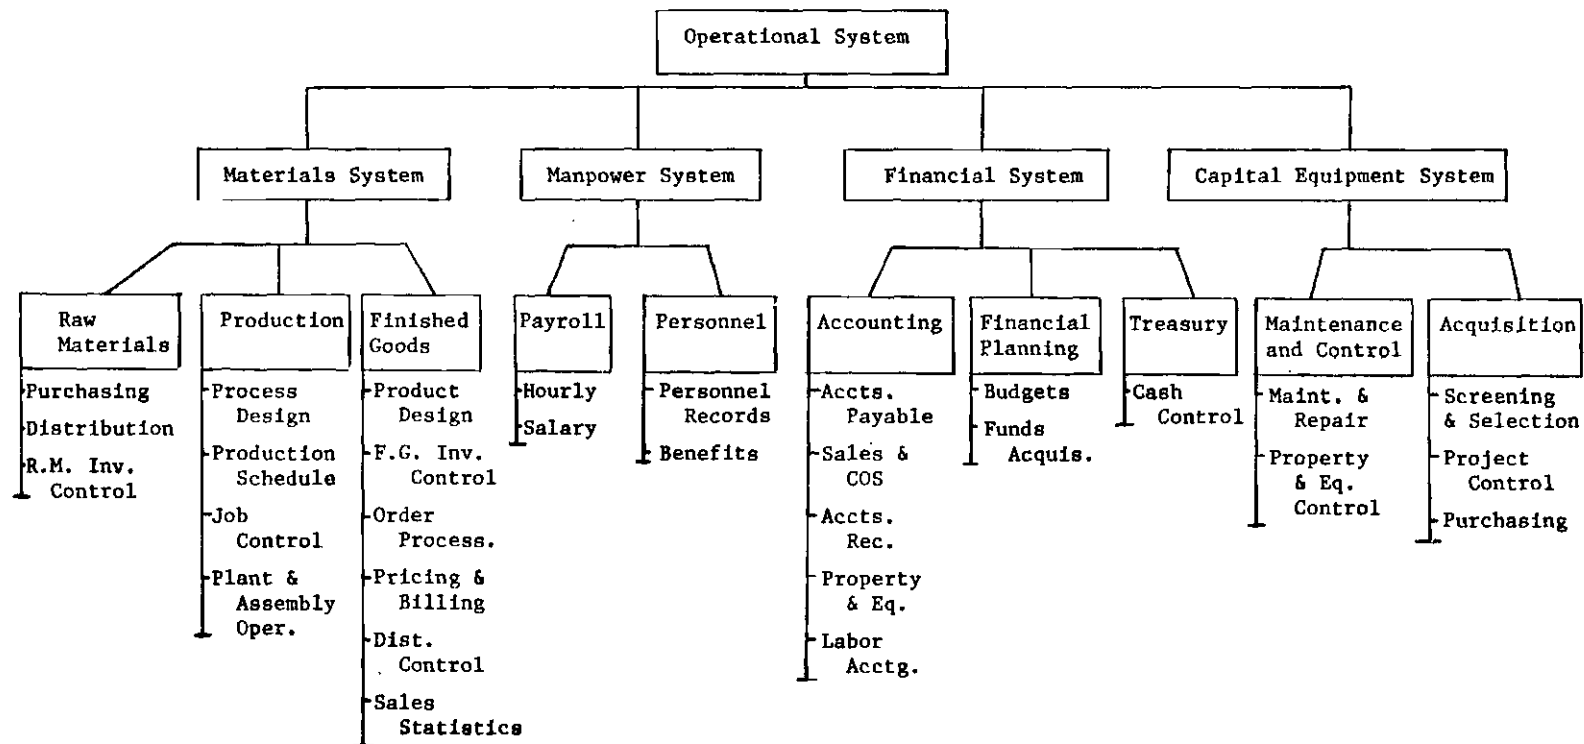 Operational System
Materials System
Manpower System
Financial System
Capital Equipment System
Raw
Materials
Purchasing
Distribution
R.M. Inv.
Control
Production
Process
Design
Production
Schedule
Job
Control
Plant &
Assembly
Oper.
Finished
Goods
Product
Design
F.G. Inv.
Control
Order
Process.
Pricing &
Billing
Dist.
Control
Sales
Statistics
Payroll
Hourly
Salary
Personnel
Personnel
Records
Benefits
Accounting
Accts.
Payable
Sales &
COS
Accts.
Rec.
Property
& Eq.
Labor
Acctg.
Financial
Planning
Budgets
Funds
Acquis.
Treasury
Cash
Control
Maintenance
and Control
Maint. &
Repair
Property
& Eq.
Control
Acquisition
Screening
& Selection
Project
Control
Purchasing